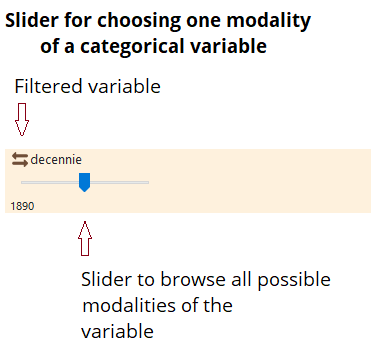 Slider for choosing one modality
of a categorical variable
Filtered variable
decennie
1890
Slider to browse all possible
modalities of the
variable